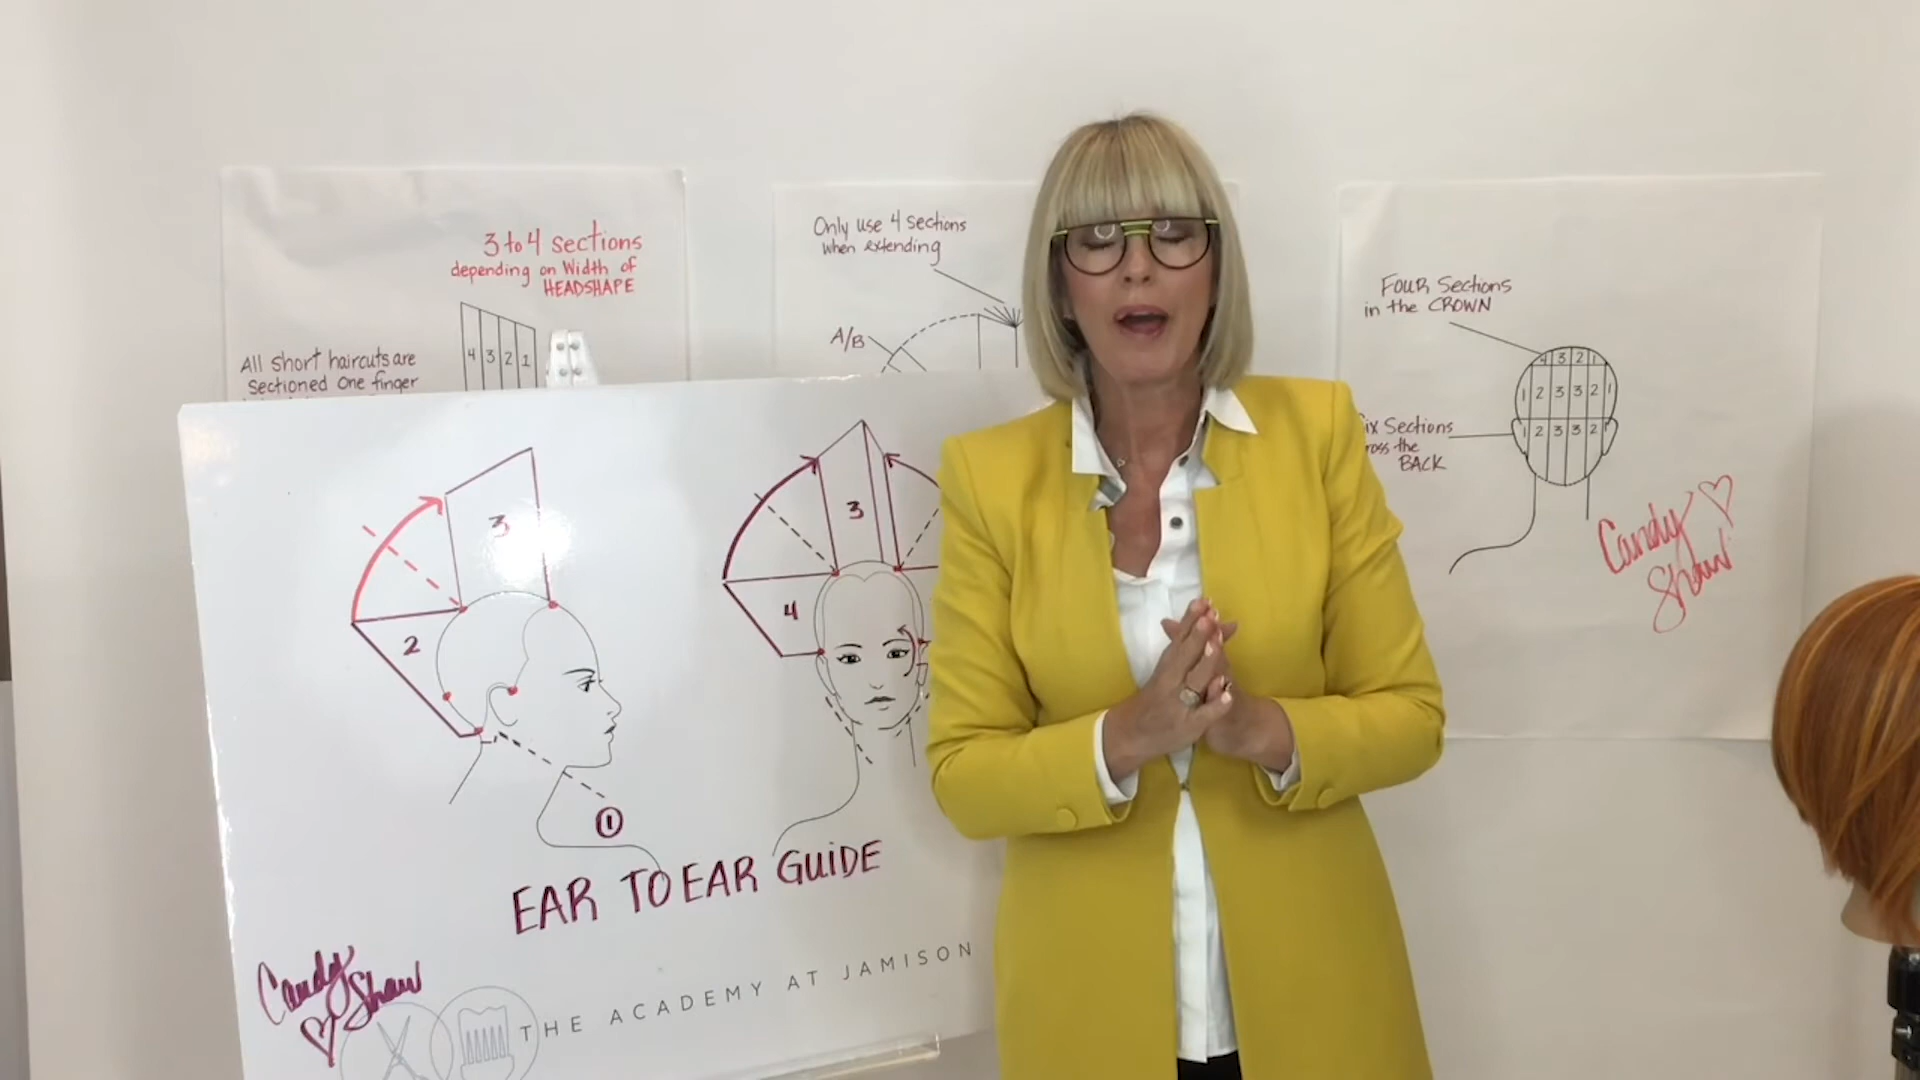 3 to 4 sections
depending on Width of
HEADSHAPE
4 3 2 1
All short haircuts are
Sectioned One finger
Only use 4 sections
when extending
A/B
FOUR Sections
in the CROWN
4 3 2 1
1 2 3 3 2 1
1 2 3 3 2 1
Sections
the
BACK
Candy
Shaw
3
2
1
3
4
EAR TO EAR GUIDE
Candy
Shaw
THE ACADEMY AT JAMISON